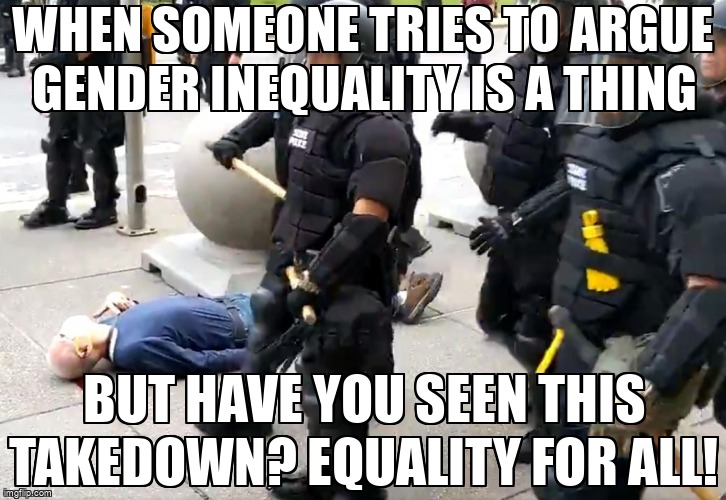 WHEN SOMEONE TRIES TO ARGUE
GENDER INEQUALITY IS A THING
POLICE
BUT HAVE YOU SEEN THIS
TAKEDOWN? EQUALITY FOR ALL!
imgflip.com